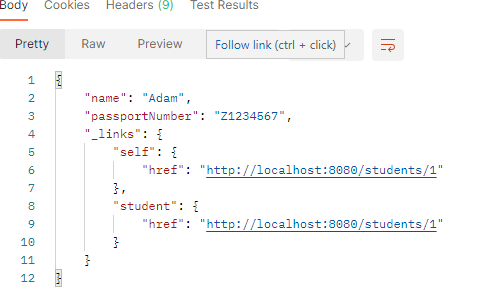 Body Cookies Headers (9) Test Results
Pretty Raw Preview Follow link (ctrl + click)
1 {
2 "name": "Adam",
3 "passportNumber": "Z1234567",
4 "_links": {
5 "self": {
6 "href": "http://localhost:8080/students/1"
7 },
8 "student": {
9 "href": "http://localhost:8080/students/1"
10 }
11 }
12 }